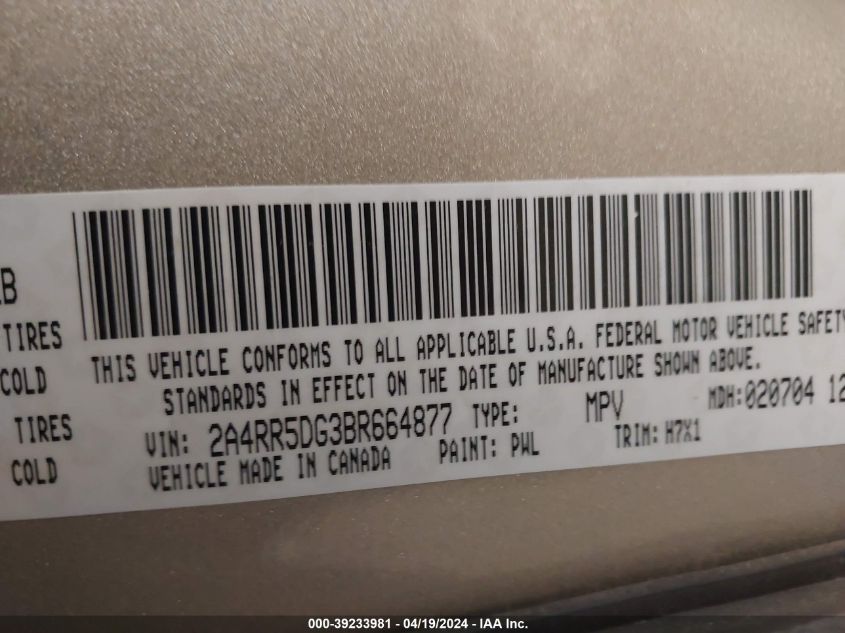 LB
TIRES
COLD
TIRES
COLD
THIS VEHICLE CONFORMS TO ALL APPLICABLE U.S.A. FEDERAL MOTOR VEHICLE SAFETY
STANDARDS IN EFFECT ON THE DATE OF MANUFACTURE SHOWN ABOVE.
VIN: 2A4RR5DG3BR664877 TYPE: MPV MDH:020704 12
VEHICLE MADE IN CANADA PAINT: PWL TRIM: H7X1
000-39233981 - 04/19/2024 - IAA Inc.